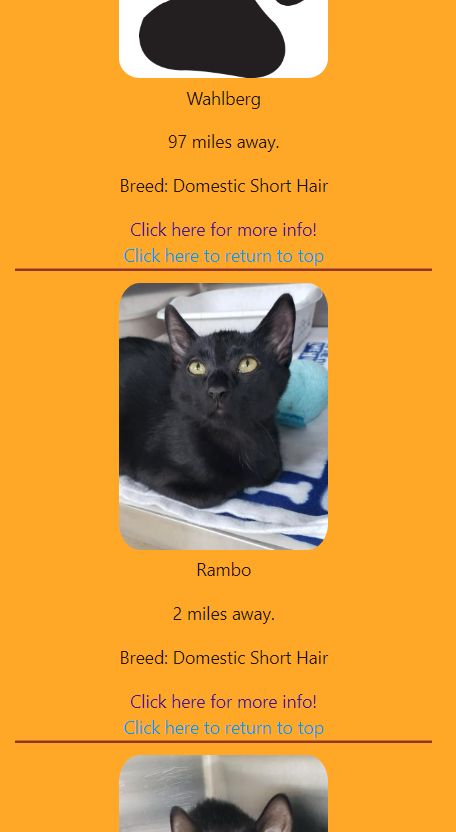 Wahlberg
97 miles away.
Breed: Domestic Short Hair
Click here for more info!
Click here to return to top
Rambo
2 miles away.
Breed: Domestic Short Hair
Click here for more info!
Click here to return to top